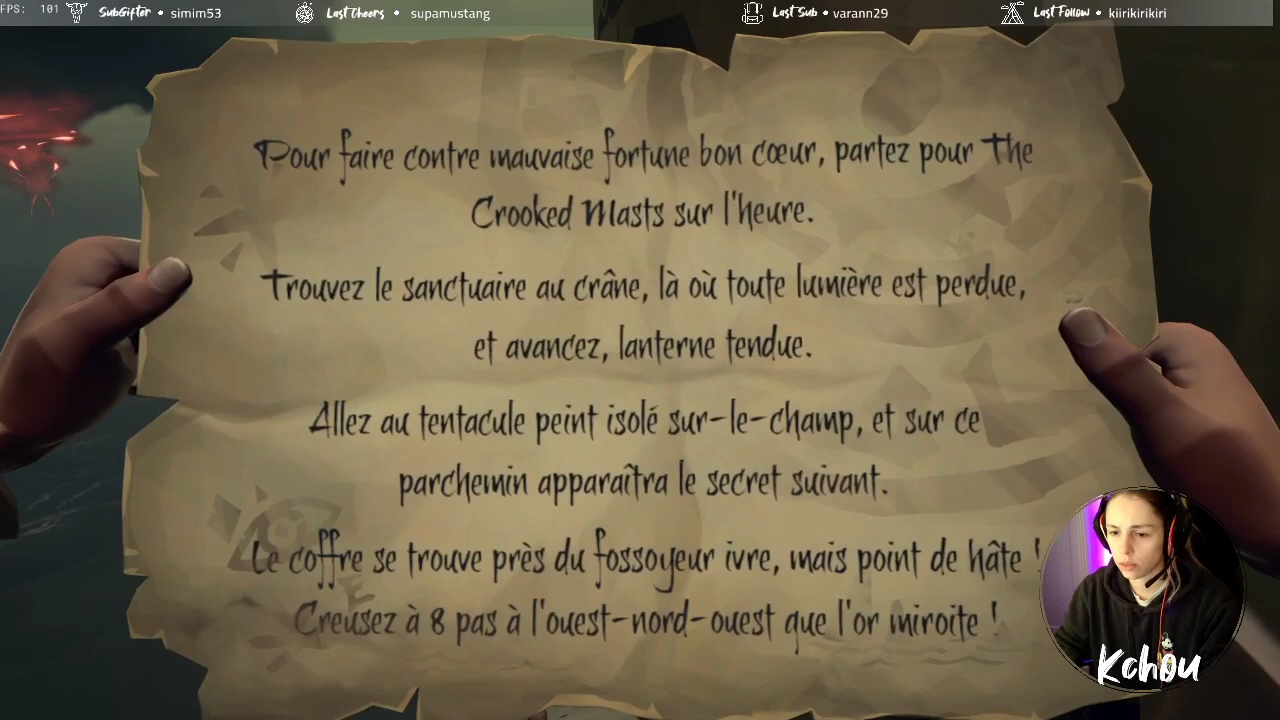 FPS: 101
SubGifter • simim53
Last Cheers • supamustang
Last Sub • varann29
Last Follow • kiirikirikiri
Pour faire contre mauvaise fortune bon cœur, partez pour The
Crooked Masts sur l'heure.
Trouvez le sanctuaire au crâne, là où toute lumière est perdue,
et avancez, lanterne tendue.
Allez au tentacule peint isolé sur-le-champ, et sur ce
parchemin apparaîtra le secret suivant.
Le coffre se trouve près du fossoyeur ivre, mais point de hâte !
Creusez à 8 pas à l'ouest-nord-ouest que l'or miroite !
Kchou